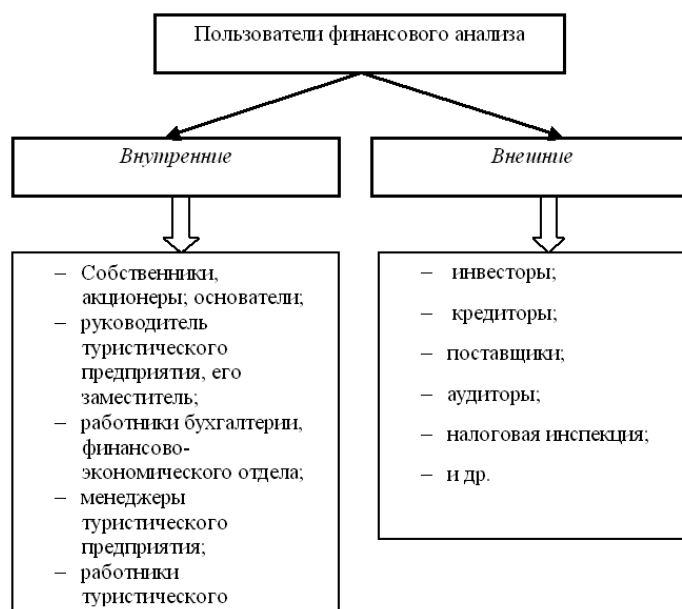 Пользователи финансового анализа
Внутренние
Внешние
– Собственники,
акционеры; основатели;
– руководитель
туристического
предприятия, его
заместитель;
– работники бухгалтерии,
финансово-
экономического отдела;
– менеджеры
туристического
предприятия;
– работники
туристического
– инвесторы;
– кредиторы;
– поставщики;
– аудиторы;
– налоговая инспекция;
– и др.